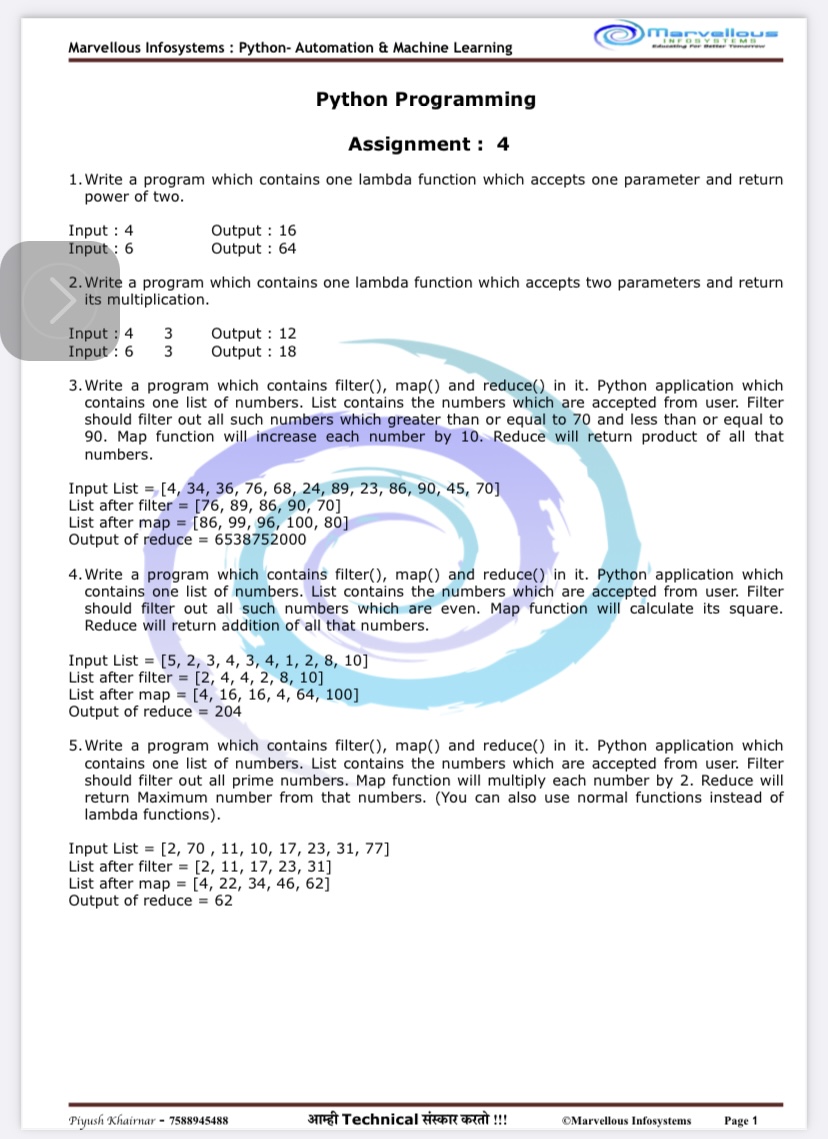 Marvellous Infosystems : Python- Automation & Machine Learning
Marvellous
INFOSYSTEMS
Educating For Better Tomorrow
Python Programming
Assignment : 4
1. Write a program which contains one lambda function which accepts one parameter and return
power of two.
Input : 4 Output : 16
Input : 6 Output : 64
2. Write a program which contains one lambda function which accepts two parameters and return
its multiplication.
Input : 4 3 Output : 12
Input : 6 3 Output : 18
3. Write a program which contains filter(), map() and reduce() in it. Python application which
contains one list of numbers. List contains the numbers which are accepted from user. Filter
should filter out all such numbers which greater than or equal to 70 and less than or equal to
90. Map function will increase each number by 10. Reduce will return product of all that
numbers.
Input List = [4, 34, 36, 76, 68, 24, 89, 23, 86, 90, 45, 70]
List after filter = [76, 89, 86, 90, 70]
List after map = [86, 99, 96, 100, 80]
Output of reduce = 6538752000
4. Write a program which contains filter(), map() and reduce() in it. Python application which
contains one list of numbers. List contains the numbers which are accepted from user. Filter
should filter out all such numbers which are even. Map function will calculate its square.
Reduce will return addition of all that numbers.
Input List = [5, 2, 3, 4, 3, 4, 1, 2, 8, 10]
List after filter = [2, 4, 4, 2, 8, 10]
List after map = [4, 16, 16, 4, 64, 100]
Output of reduce = 204
5. Write a program which contains filter(), map() and reduce() in it. Python application which
contains one list of numbers. List contains the numbers which are accepted from user. Filter
should filter out all prime numbers. Map function will multiply each number by 2. Reduce will
return Maximum number from that numbers. (You can also use normal functions instead of
lambda functions).
Input List = [2, 70 , 11, 10, 17, 23, 31, 77]
List after filter = [2, 11, 17, 23, 31]
List after map = [4, 22, 34, 46, 62]
Output of reduce = 62
Piyush Khairnar - 7588945488 आम्ही Technical संस्कार करतो !!! ©Marvellous Infosystems Page 1